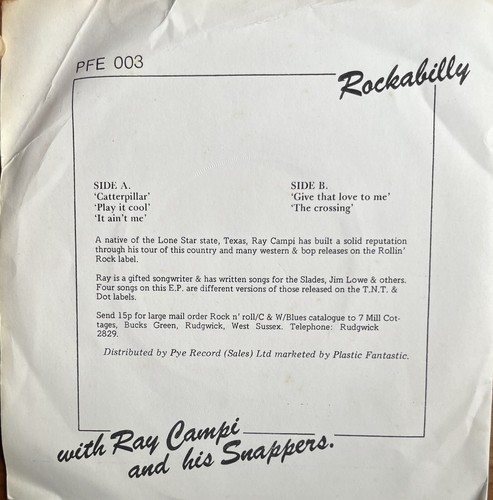 PFE 003
Rockabilly
SIDE A.
'Catterpillar'
'Play it cool'
'It ain't me'
SIDE B.
'Give that love to me'
'The crossing'
A native of the Lone Star state, Texas, Ray Campi has built a solid reputation
through his tour of this country and many western & bop releases on the Rollin'
Rock label.
Ray is a gifted songwriter & has written songs for the Slades, Jim Lowe & others.
Four songs on this E.P. are different versions of those released on the T.N.T. &
Dot labels.
Send 15p for large mail order Rock n' roll/C & W/Blues catalogue to 7 Mill Cot-
tages, Bucks Green, Rudgwick, West Sussex. Telephone: Rudgwick
2829.
Distributed by Pye Record (Sales) Ltd marketed by Plastic Fantastic.
with Ray Campi
and his Snappers.